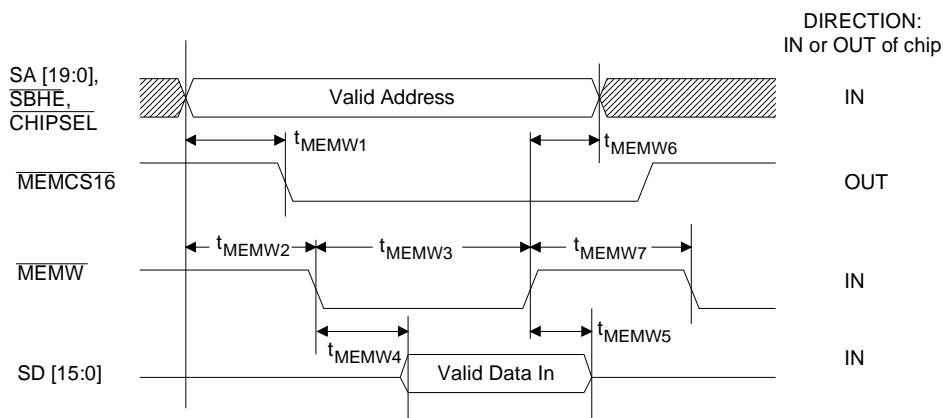 DIRECTION:
IN or OUT of chip
SA [19:0],
SBHE,
CHIPSEL
Valid Address
IN
tMEMW1
tMEMW6
MEMCS16
OUT
tMEMW2
tMEMW3
tMEMW7
MEMW
IN
tMEMW4
tMEMW5
SD [15:0]
Valid Data In
IN